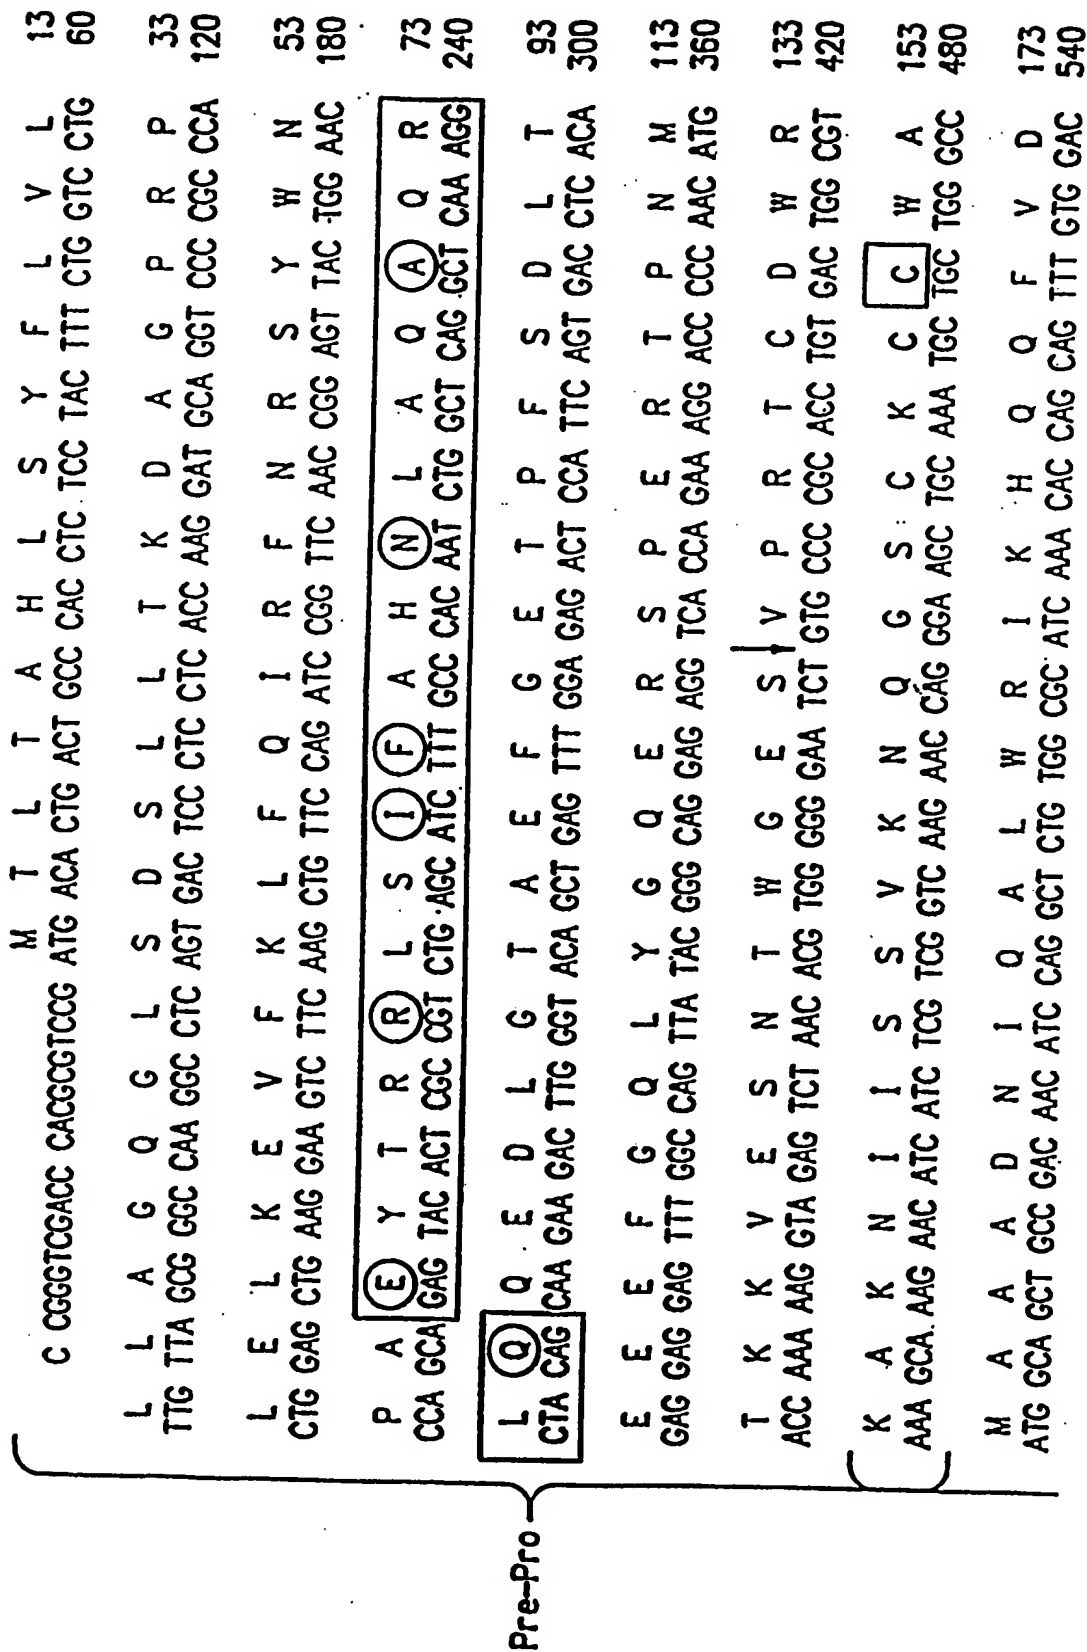 M T L T A H L S Y F L V L 13
C CGGGTCGACC CACGCGTCCG ATG ACA CTG ACT GCC CAC CTC TCC TAC TTT CTG GTC CTG 60
L L A G Q G L S D S L L T K D A G P R P 33
TTG TTA GCG GGC CAA GGC CTC AGT GAC TCC CTC CTC ACC AAG GAT GCA GGT CCC CGC CCA 120
L E L K E V F K L F Q I R F N R S Y W N 53
CTG GAG CTG AAG GAA GTC TTC AAG CTG TTC CAG ATC CGG TTC AAC CGG AGT TAC TGG AAC 180
P A E Y T R R L S I F A H N L A Q A Q R 73
CCA GCA GAG TAC ACT CGC CGT CTG AGC ATC TTT GCC CAC AAT CTG GCT CAG GCT CAA AGG 240
Pre-Pro
L Q Q E D L G T A E F G E T P F S D L T 93
CTA CAG CAA GAA GAC TTG GGT ACA GCT GAG TTT GGA GAG ACT CCA TTC AGT GAC CTC ACA 300
E E E F G Q L Y G Q E R S P E R T P N M 113
GAG GAG GAG TTT GGC CAG TTA TAC GGG CAG GAG AGG TCA CCA GAA AGG ACC CCC AAC ATG 360
T K K V E S N T W G E S V P R T C D W R 133
ACC AAA AAG GTA GAG TCT AAC ACG TGG GGG GAA TCT GTG CCC CGC ACC TGT GAC TGG CGT 420
K A K N I I S S V K N Q G S C K C C W A 153
AAA GCA AAG AAC ATC ATC TCG TCG GTC AAG AAC CAG GGA AGC TGC AAA TGC TGC TGG GCC 480
M A A A D N I Q A L W R I K H Q Q F V D 173
ATG GCA GCT GCC GAC AAC ATC CAG GCT CTG TGG CGC ATC AAA CAC CAG CAG TTT GTG GAC 540